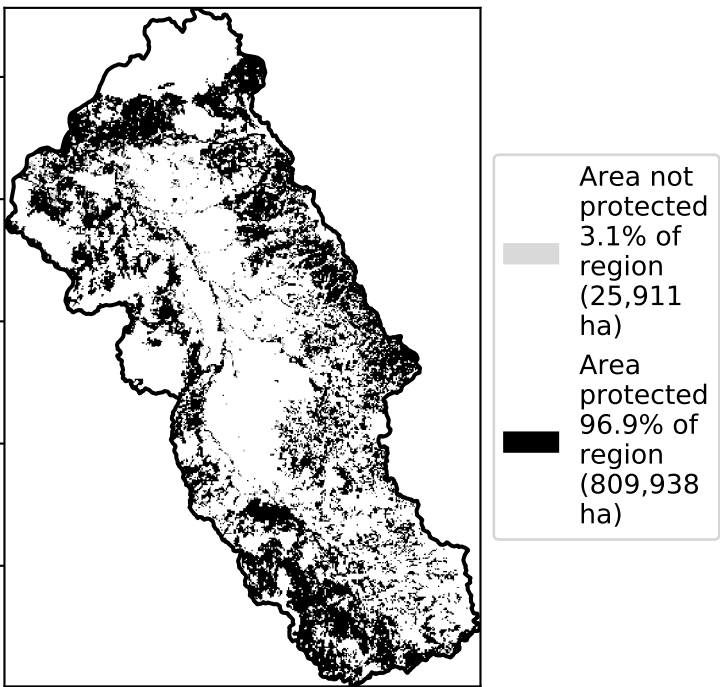 Area not
protected
3.1% of
region
(25,911
ha)
Area
protected
96.9% of
region
(809,938
ha)